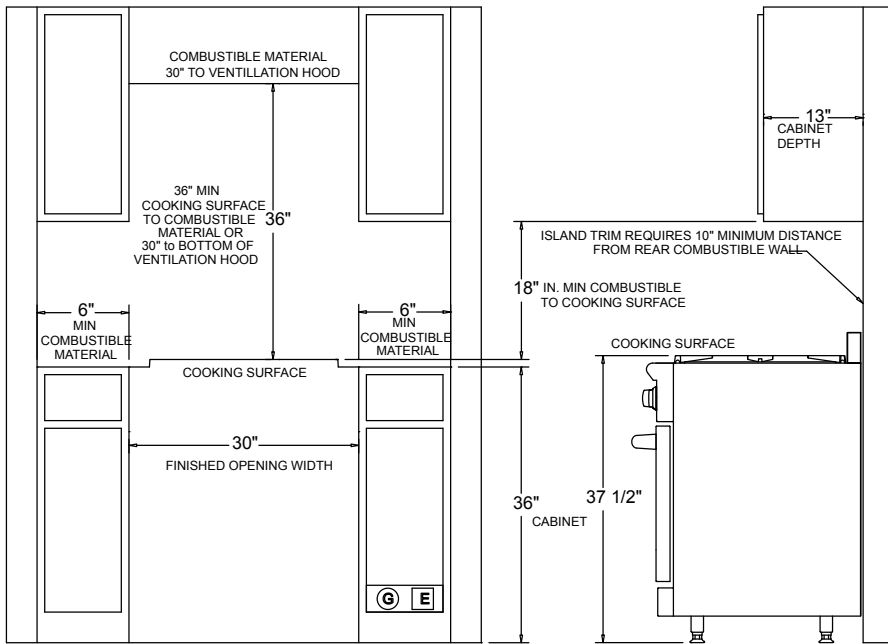 COMBUSTIBLE MATERIAL
30" TO VENTILLATION HOOD
36" MIN
COOKING SURFACE
TO COMBUSTIBLE
MATERIAL OR
30" to BOTTOM OF
VENTILATION HOOD
36"
6"
MIN
COMBUSTIBLE
MATERIAL
6"
MIN
COMBUSTIBLE
MATERIAL
COOKING SURFACE
30"
FINISHED OPENING WIDTH
G E
13"
CABINET
DEPTH
ISLAND TRIM REQUIRES 10" MINIMUM DISTANCE
FROM REAR COMBUSTIBLE WALL
18" IN. MIN COMBUSTIBLE
TO COOKING SURFACE
COOKING SURFACE
36"
CABINET
37 1/2"